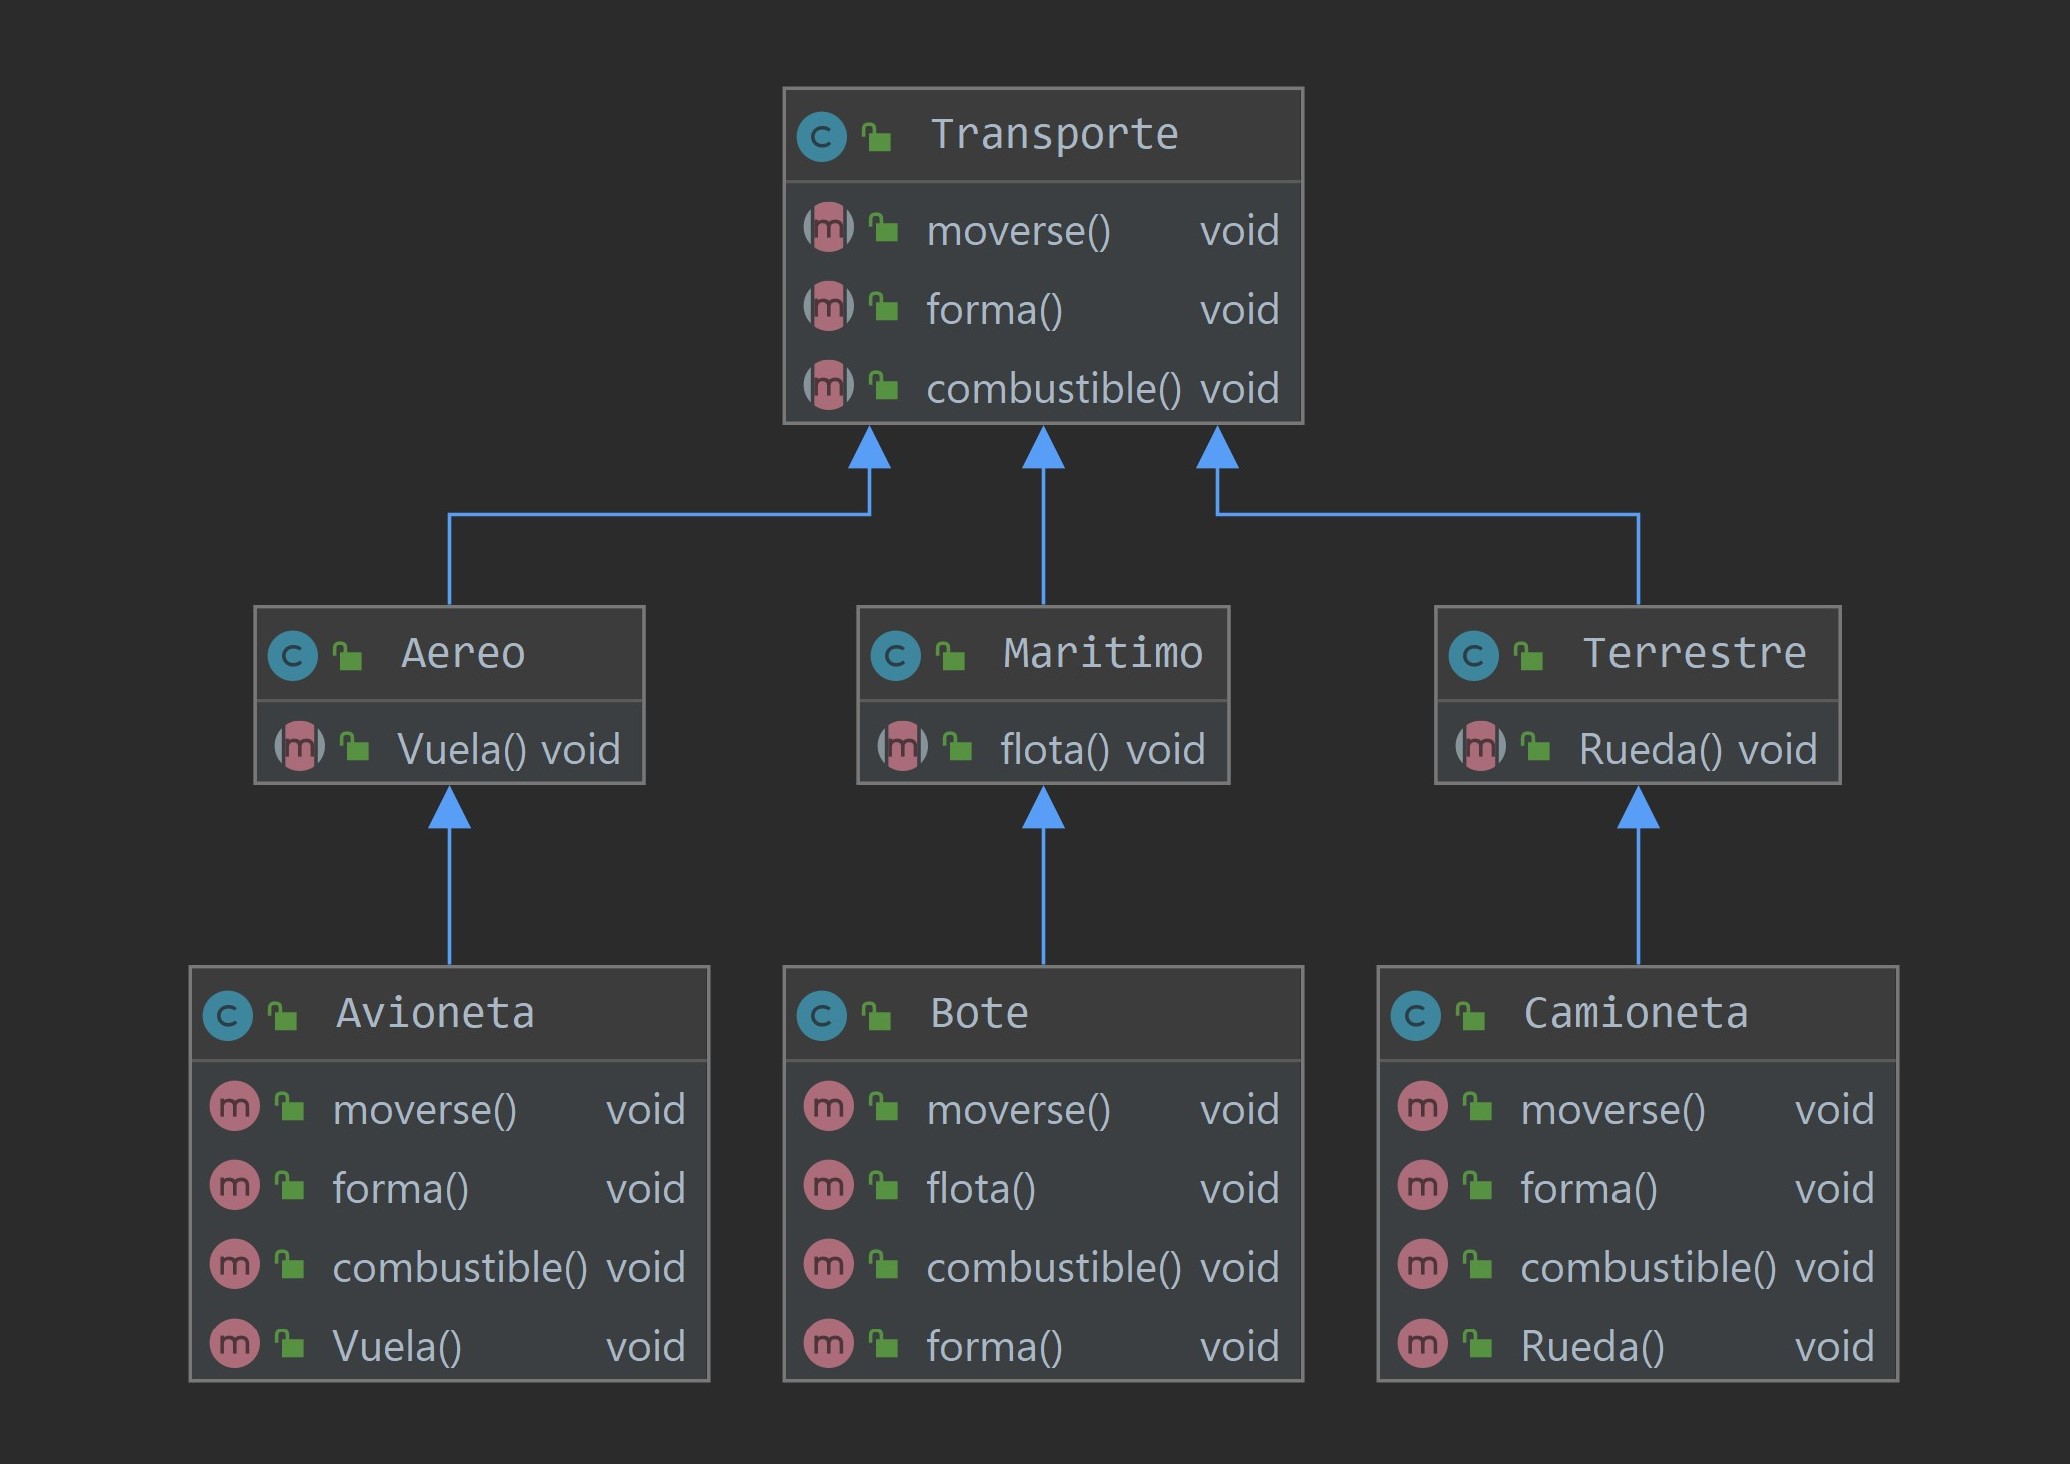 Transporte
moverse() void
forma() void
combustible() void
Aereo
Vuela() void
Maritimo
flota() void
Terrestre
Rueda() void
Avioneta
moverse() void
forma() void
combustible() void
Vuela() void
Bote
moverse() void
flota() void
combustible() void
forma() void
Camioneta
moverse() void
forma() void
combustible() void
Rueda() void